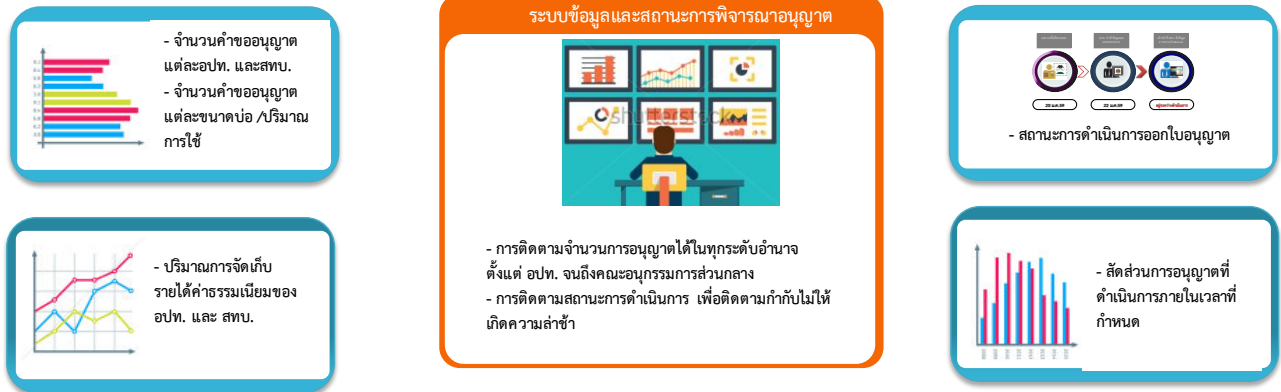 - จำนวนคำขออนุญาต
แต่ละอปท. และสทบ.
- จำนวนคำขออนุญาต
แต่ละขนาดบ่อ /ปริมาณ
การใช้
ระบบข้อมูลและสถานะการพิจารณาอนุญาต
shutterstock
- การติดตามจำนวนการอนุญาตได้ในทุกระดับอำนาจ
ตั้งแต่ อปท. จนถึงคณะอนุกรรมการส่วนกลาง
- การติดตามสถานะการดำเนินการ เพื่อติดตามกำกับไม่ให้
เกิดความล่าช้า
20 ม.ค.59
22 ม.ค.59
- สถานะการดำเนินการออกใบอนุญาต
- ปริมาณการจัดเก็บ
รายได้ค่าธรรมเนียมของ
อปท. และ สทบ.
- สัดส่วนการอนุญาตที่
ดำเนินการภายในเวลาที่
กำหนด